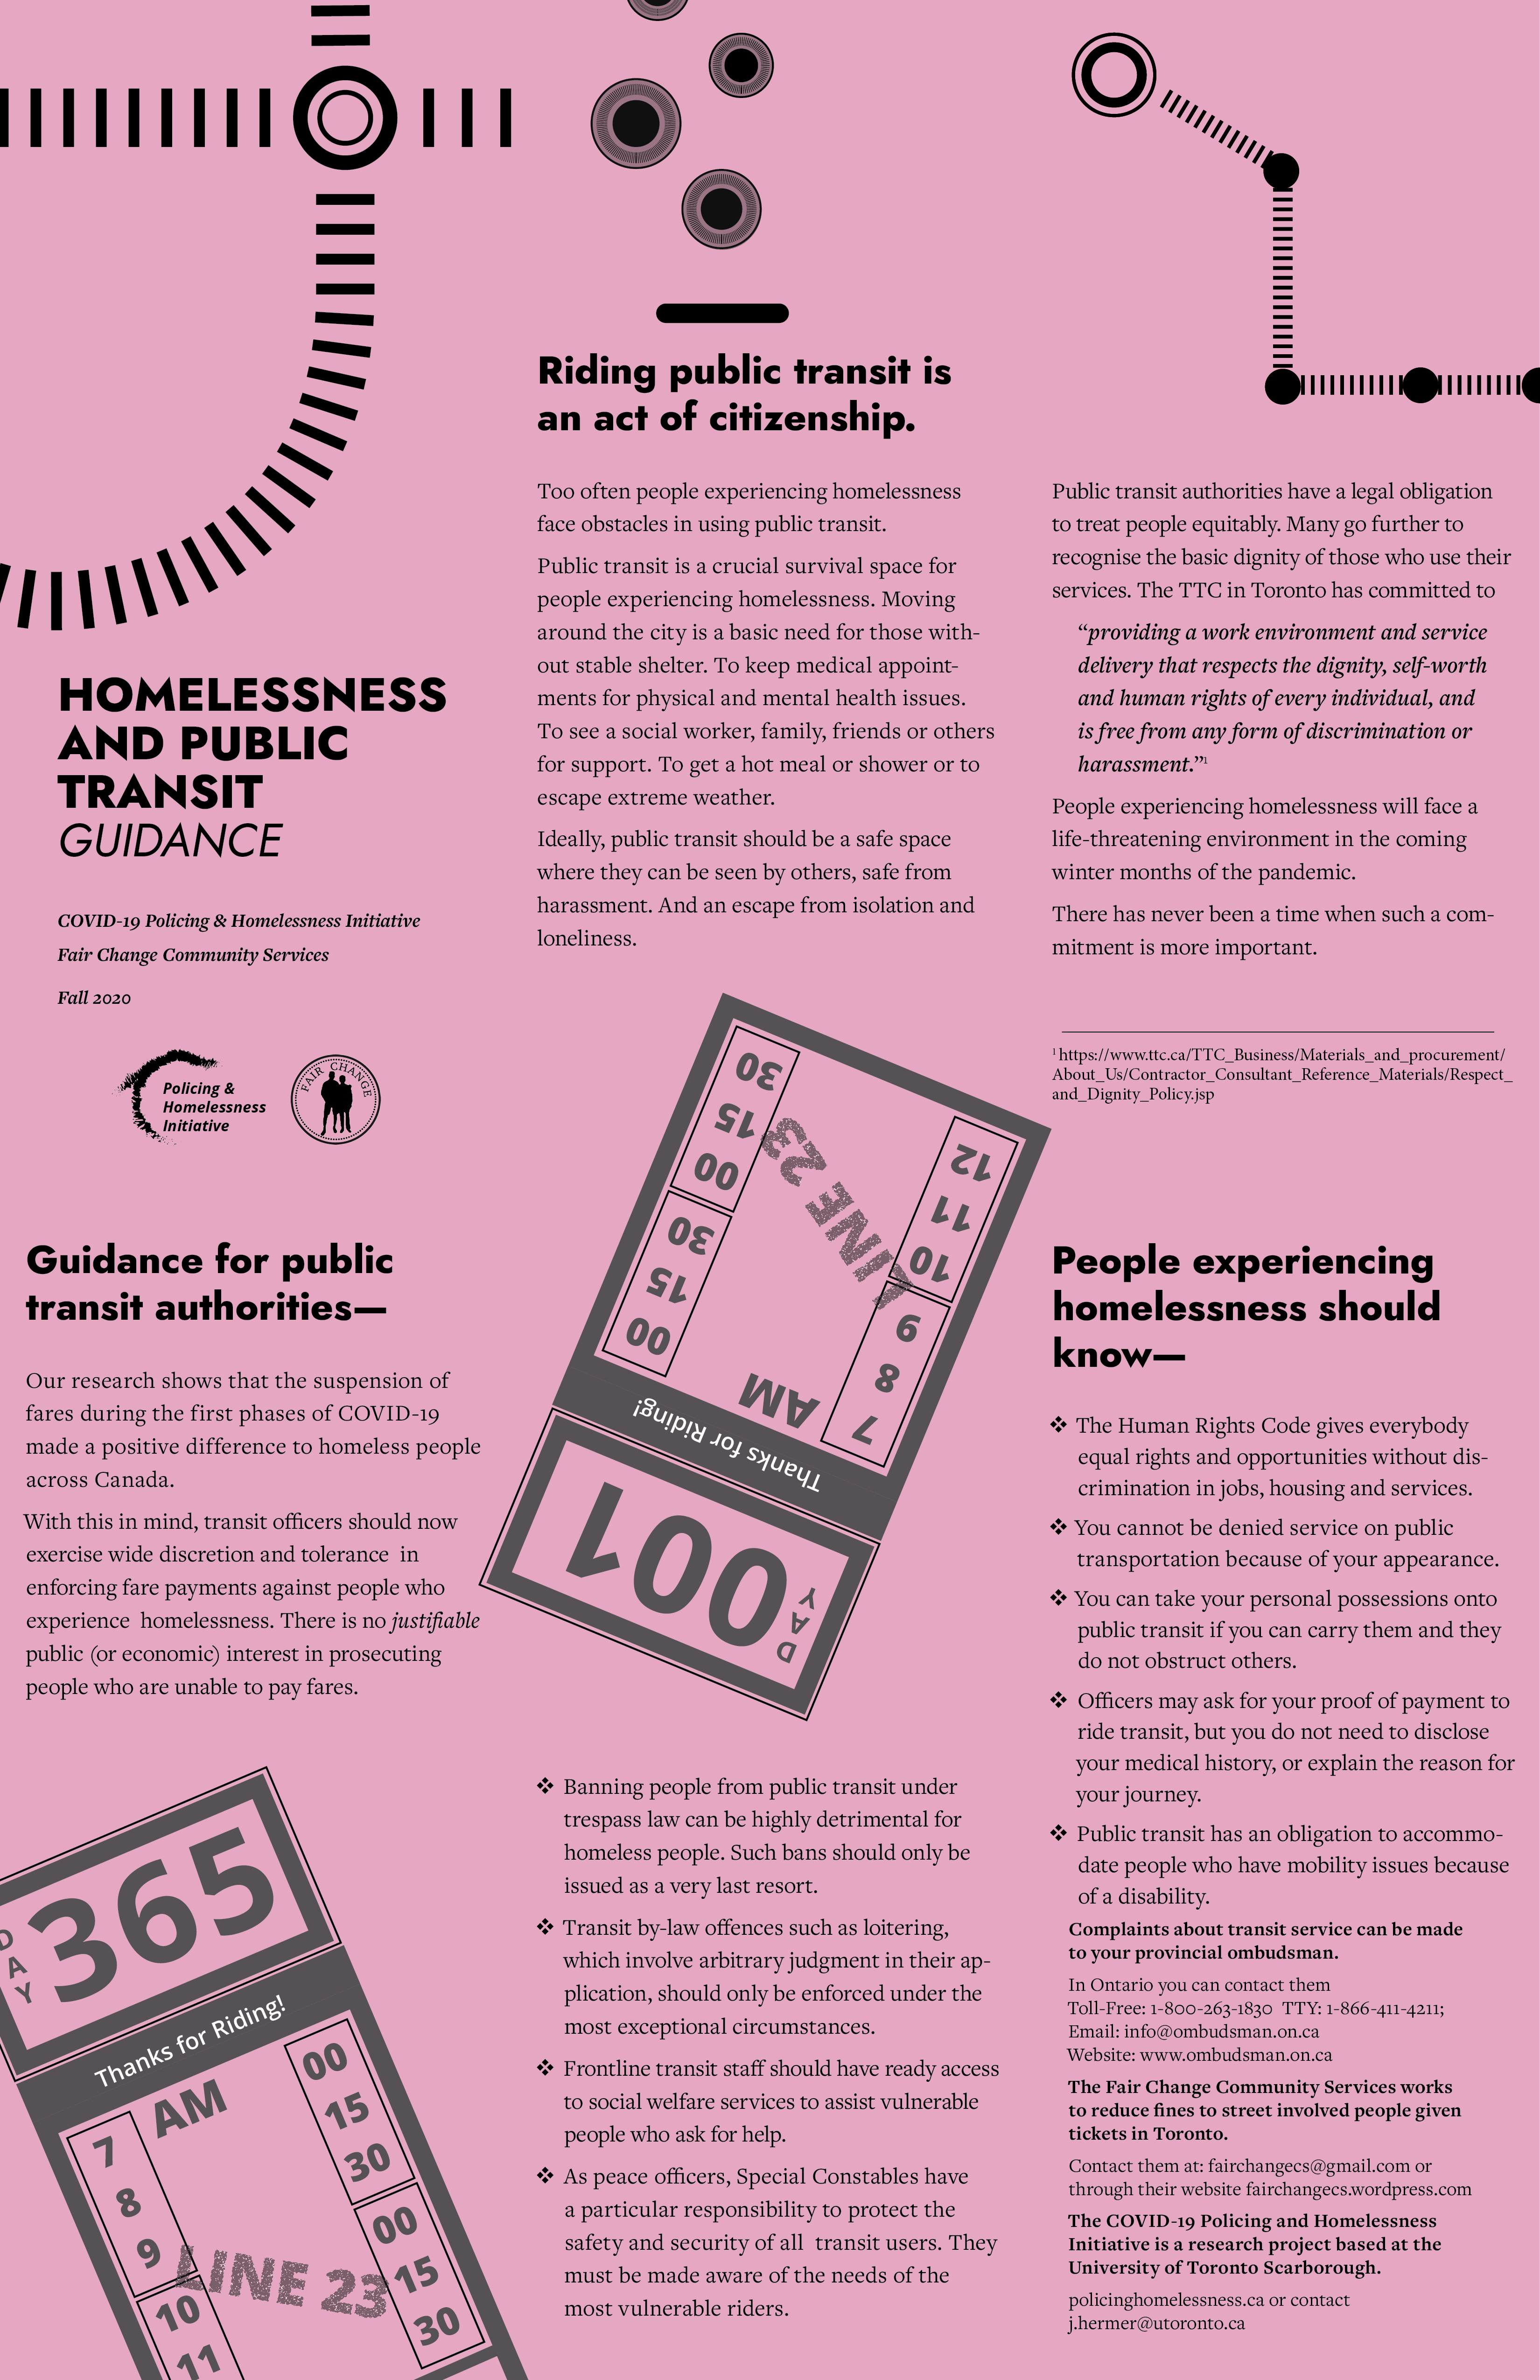 HOMELESSNESS
AND PUBLIC
TRANSIT
GUIDANCE
COVID-19 Policing & Homelessness Initiative
Fair Change Community Services
Fall 2020
Policing &
Homelessness
Initiative
FAIR CHANGE
Riding public transit is
an act of citizenship.
Too often people experiencing homelessness
face obstacles in using public transit.
Public transit is a crucial survival space for
people experiencing homelessness. Moving
around the city is a basic need for those with-
out stable shelter. To keep medical appoint-
ments for physical and mental health issues.
To see a social worker, family, friends or others
for support. To get a hot meal or shower or to
escape extreme weather.
Ideally, public transit should be a safe space
where they can be seen by others, safe from
harassment. And an escape from isolation and
loneliness.
Public transit authorities have a legal obligation
to treat people equitably. Many go further to
recognise the basic dignity of those who use their
services. The TTC in Toronto has committed to
“providing a work environment and service
delivery that respects the dignity, self-worth
and human rights of every individual, and
is free from any form of discrimination or
harassment.”1
People experiencing homelessness will face a
life-threatening environment in the coming
winter months of the pandemic.
There has never been a time when such a com-
mitment is more important.
1 https://www.ttc.ca/TTC_Business/Materials_and_procurement/
About_Us/Contractor_Consultant_Reference_Materials/Respect_
and_Dignity_Policy.jsp
Guidance for public
transit authorities—
Our research shows that the suspension of
fares during the first phases of COVID-19
made a positive difference to homeless people
across Canada.
With this in mind, transit officers should now
exercise wide discretion and tolerance  in
enforcing fare payments against people who
experience  homelessness. There is no justifiable
public (or economic) interest in prosecuting
people who are unable to pay fares.
DAY
365
Thanks for Riding!
AM
7
8
9
10
11
00
15
30
00
15
30
LINE 23
DAY
001
Thanks for Riding!
AM
7
8
9
10
11
12
00
15
30
00
15
30
LINE 23
❖ Banning people from public transit under
trespass law can be highly detrimental for
homeless people. Such bans should only be
issued as a very last resort.
❖ Transit by-law offences such as loitering,
which involve arbitrary judgment in their ap-
plication, should only be enforced under the
most exceptional circumstances.
❖ Frontline transit staff should have ready access
to social welfare services to assist vulnerable
people who ask for help.
❖ As peace officers, Special Constables have
a particular responsibility to protect the
safety and security of all  transit users. They
must be made aware of the needs of the
most vulnerable riders.
People experiencing
homelessness should
know—
❖ The Human Rights Code gives everybody
equal rights and opportunities without dis-
crimination in jobs, housing and services.
❖ You cannot be denied service on public
transportation because of your appearance.
❖ You can take your personal possessions onto
public transit if you can carry them and they
do not obstruct others.
❖ Officers may ask for your proof of payment to
ride transit, but you do not need to disclose
your medical history, or explain the reason for
your journey.
❖ Public transit has an obligation to accommo-
date people who have mobility issues because
of a disability.
Complaints about transit service can be made
to your provincial ombudsman.
In Ontario you can contact them
Toll-Free: 1-800-263-1830  TTY: 1-866-411-4211;
Email: info@ombudsman.on.ca
Website: www.ombudsman.on.ca
The Fair Change Community Services works
to reduce fines to street involved people given
tickets in Toronto.
Contact them at: fairchangecs@gmail.com or
through their website fairchangecs.wordpress.com
The COVID-19 Policing and Homelessness
Initiative is a research project based at the
University of Toronto Scarborough.
policinghomelessness.ca or contact
j.hermer@utoronto.ca